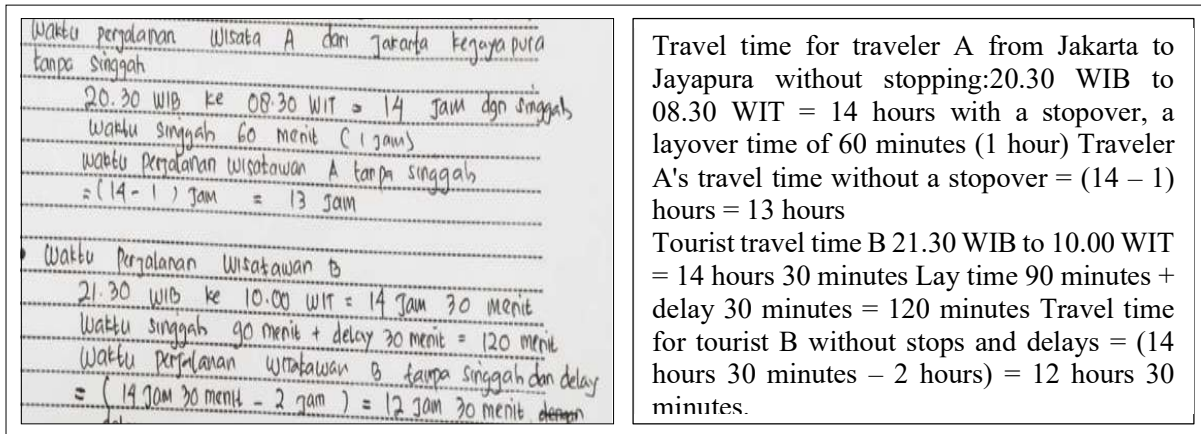 Waktu perjalanan Wisata A dari Jakarta kejayapura
tanpa singgah
20.30 WIB ke 08.30 WIT = 14 Jam dgn singgah
Waktu singgah 60 menit (1 jam)
waktu perjalanan wisatawan A tanpa singgah
= (14 - 1) Jam = 13 Jam
• Waktu Perjalanan Wisatawan B
21.30 WIB ke 10.00 WIT = 14 Jam 30 menit
Waktu singgah 90 menit + delay 30 menit = 120 menit
Waktu perjalanan wisatawan B tanpa singgah dan delay
= (14 Jam 30 menit - 2 jam) = 12 Jam 30 menit
Travel time for traveler A from Jakarta to
Jayapura without stopping:20.30 WIB to
08.30 WIT = 14 hours with a stopover, a
layover time of 60 minutes (1 hour) Traveler
A's travel time without a stopover = (14 – 1)
hours = 13 hours
Tourist travel time B 21.30 WIB to 10.00 WIT
= 14 hours 30 minutes Lay time 90 minutes +
delay 30 minutes = 120 minutes Travel time
for tourist B without stops and delays = (14
hours 30 minutes – 2 hours) = 12 hours 30
minutes.